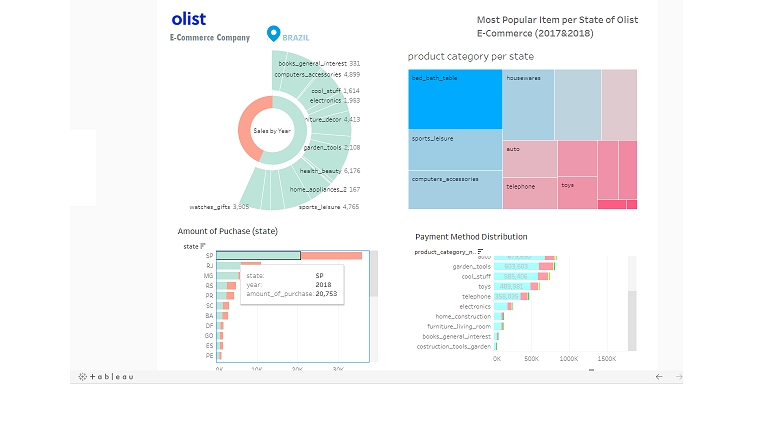 olist
E-Commerce Company
BRAZIL
Most Popular Item per State of Olist
E-Commerce (2017&2018)
books_general_interest 331
computers_accessories 4,899
cool_stuff 1,614
electronics 1,953
niture_decor 4,413
Sales by Year
garden_tools 2,108
health_beauty 6,176
home_appliances_2 167
watches_gifts 3,905
sports_leisure 4,765
product category per state
bed_bath_table
housewares
sports_leisure
auto
computers_accessories
telephone
toys
Amount of Puchase (state)
state
SP
RJ
MG
RS
PR
SC
BA
DF
GO
ES
PE
0K 10K 20K 30K
state: SP
year: 2018
amount_of_purchase: 20,753
Payment Method Distribution
product_category_n..
auto
garden_tools
cool_stuff
toys
telephone
electronics
home_construction
furniture_living_room
books_general_interest
costruction_tools_garden
0K 500K 1000K 1500K
+ a b l e a u